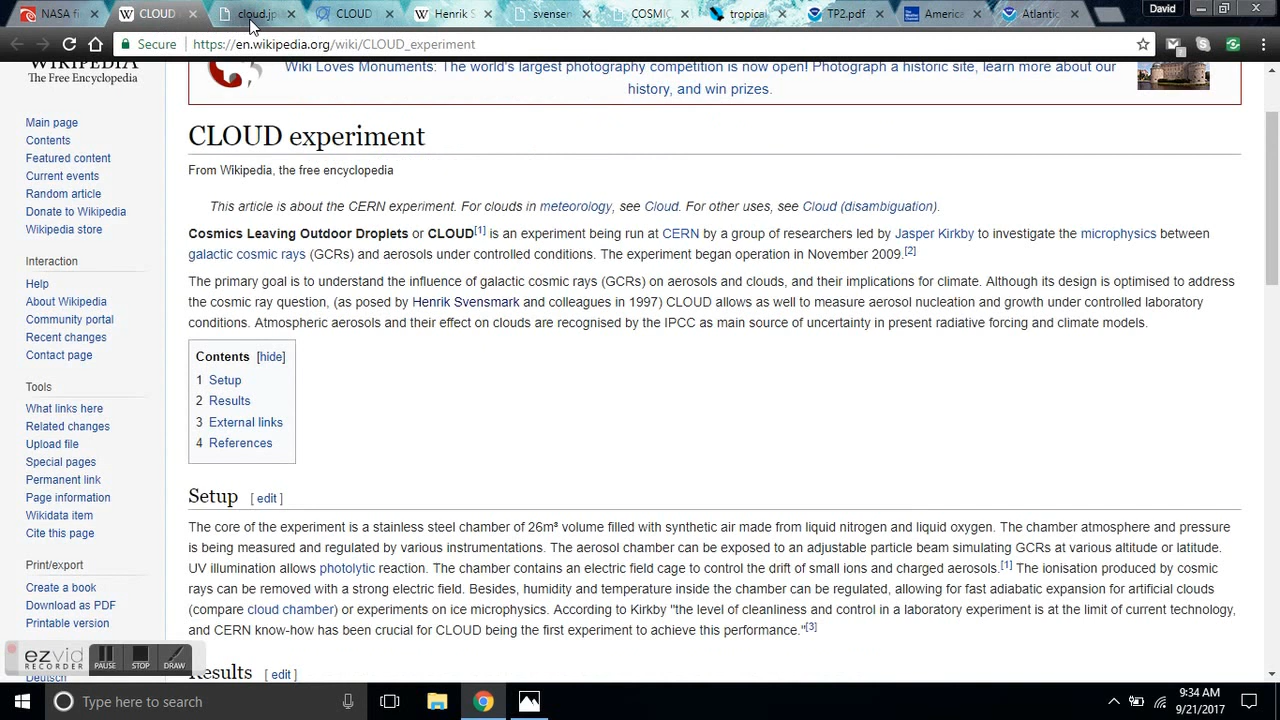 NASA fi
CLOUD
cloud.jp
CLOUD
Henrik S
svensen
COSMIC
tropical
TP2.pdf
America
Atlantic
David
Secure
https://en.wikipedia.org/wiki/CLOUD_experiment
WIKIPEDIA
The Free Encyclopedia
Wiki Loves Monuments: The world's largest photography competition is now open! Photograph a historic site, learn more about our
history, and win prizes.
Main page
Contents
Featured content
Current events
Random article
Donate to Wikipedia
Wikipedia store
Interaction
Help
About Wikipedia
Community portal
Recent changes
Contact page
Tools
What links here
Related changes
Upload file
Special pages
Permanent link
Page information
Wikidata item
Cite this page
Print/export
Create a book
Download as PDF
Printable version
Deutsch
CLOUD experiment
From Wikipedia, the free encyclopedia
This article is about the CERN experiment. For clouds in meteorology, see Cloud. For other uses, see Cloud (disambiguation).
Cosmics Leaving Outdoor Droplets or CLOUD[1] is an experiment being run at CERN by a group of researchers led by Jasper Kirkby to investigate the microphysics between
galactic cosmic rays (GCRs) and aerosols under controlled conditions. The experiment began operation in November 2009.[2]
The primary goal is to understand the influence of galactic cosmic rays (GCRs) on aerosols and clouds, and their implications for climate. Although its design is optimised to address
the cosmic ray question, (as posed by Henrik Svensmark and colleagues in 1997) CLOUD allows as well to measure aerosol nucleation and growth under controlled laboratory
conditions. Atmospheric aerosols and their effect on clouds are recognised by the IPCC as main source of uncertainty in present radiative forcing and climate models.
Contents [hide]
1 Setup
2 Results
3 External links
4 References
Setup [ edit ]
The core of the experiment is a stainless steel chamber of 26m³ volume filled with synthetic air made from liquid nitrogen and liquid oxygen. The chamber atmosphere and pressure
is being measured and regulated by various instrumentations. The aerosol chamber can be exposed to an adjustable particle beam simulating GCRs at various altitude or latitude.
UV illumination allows photolytic reaction. The chamber contains an electric field cage to control the drift of small ions and charged aerosols.[1] The ionisation produced by cosmic
rays can be removed with a strong electric field. Besides, humidity and temperature inside the chamber can be regulated, allowing for fast adiabatic expansion for artificial clouds
(compare cloud chamber) or experiments on ice microphysics. According to Kirkby "the level of cleanliness and control in a laboratory experiment is at the limit of current technology,
and CERN know-how has been crucial for CLOUD being the first experiment to achieve this performance."[3]
Results [ edit ]
ezvid
RECORDER
PAUSE
STOP
DRAW
Type here to search
9:34 AM
9/21/2017